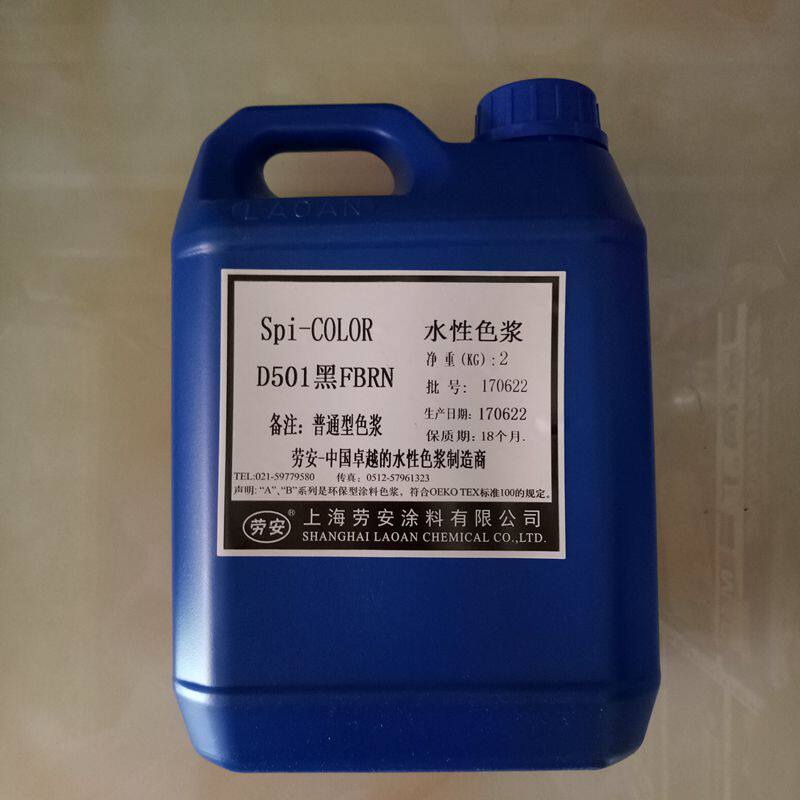 LAOAN
Spi-COLOR 水性色浆
净重(KG):2
D501黑FBRN
批号: 170622
生产日期: 170622
备注: 普通型色浆
保质期: 18个月.
劳安-中国卓越的水性色浆制造商
TEL:021-59779580 传真: 0512-57961323
声明: “A”、“B”系列是环保型涂料色浆, 符合OEKO TEX标准100的规定。
劳安® 上海劳安涂料有限公司
SHANGHAI LAOAN CHEMICAL CO.,LTD.